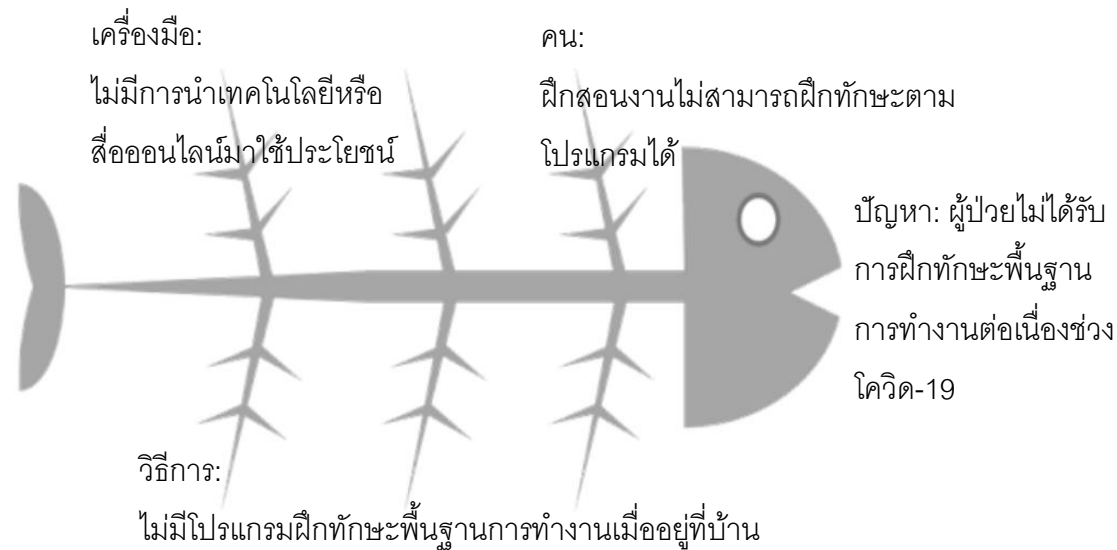 เครื่องมือ:
ไม่มีการนำเทคโนโลยีหรือ
สื่อออนไลน์มาใช้ประโยชน์
คน:
ฝึกสอนงานไม่สามารถฝึกทักษะตาม
โปรแกรมได้
ปัญหา: ผู้ป่วยไม่ได้รับ
การฝึกทักษะพื้นฐาน
การทำงานต่อเนื่องช่วง
โควิด-19
วิธีการ:
ไม่มีโปรแกรมฝึกทักษะพื้นฐานการทำงานเมื่ออยู่ที่บ้าน